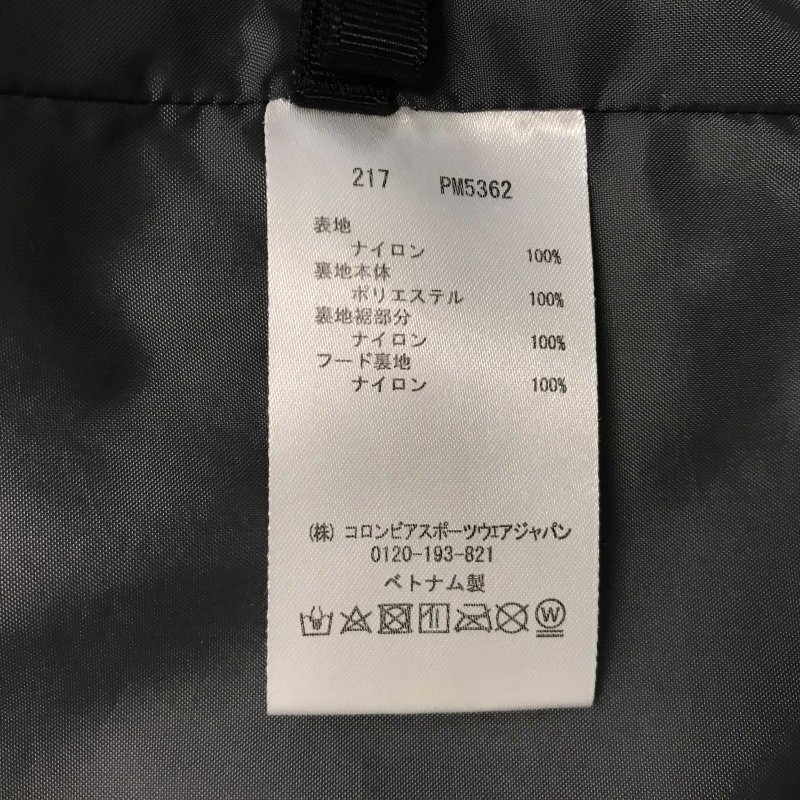 217 PM5362
表地
ナイロン 100%
裏地本体
ポリエステル 100%
裏地裾部分
ナイロン 100%
フード裏地
ナイロン 100%
(株) コロンビアスポーツウェアジャパン
0120-193-821
ベトナム製
W